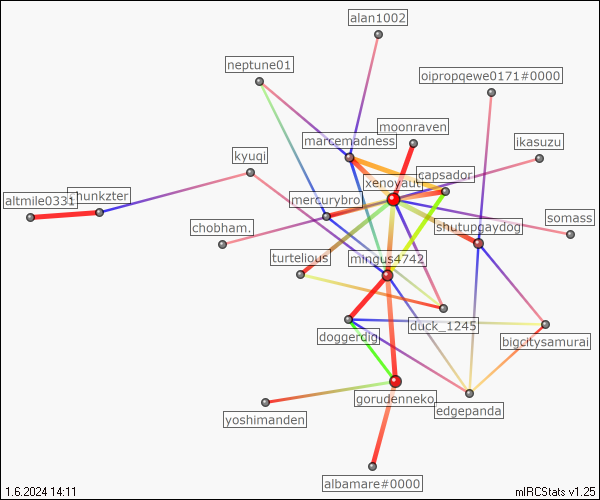 alan1002
neptune01
oipropqewe0171#0000
moonraven
marcemadness
ikasuzu
kyuqi
capsador
xenoyaut
altmile0331
hunkzter
mercurybro
somass
chobham.
shutupgaydog
turtelious
mingus4742
duck_1245
doggerdig
bigcitysamurai
gorudenneko
edgepanda
yoshimanden
albamare#0000
1.6.2024 14:11
mIRCStats v1.25